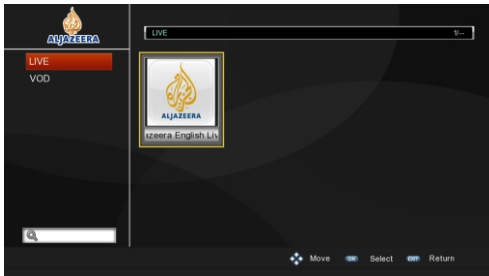 ALJAZEERA
LIVE
VOD
LIVE 1/--
ALJAZEERA
azeera English Liv
Move OK Select EXIT Return